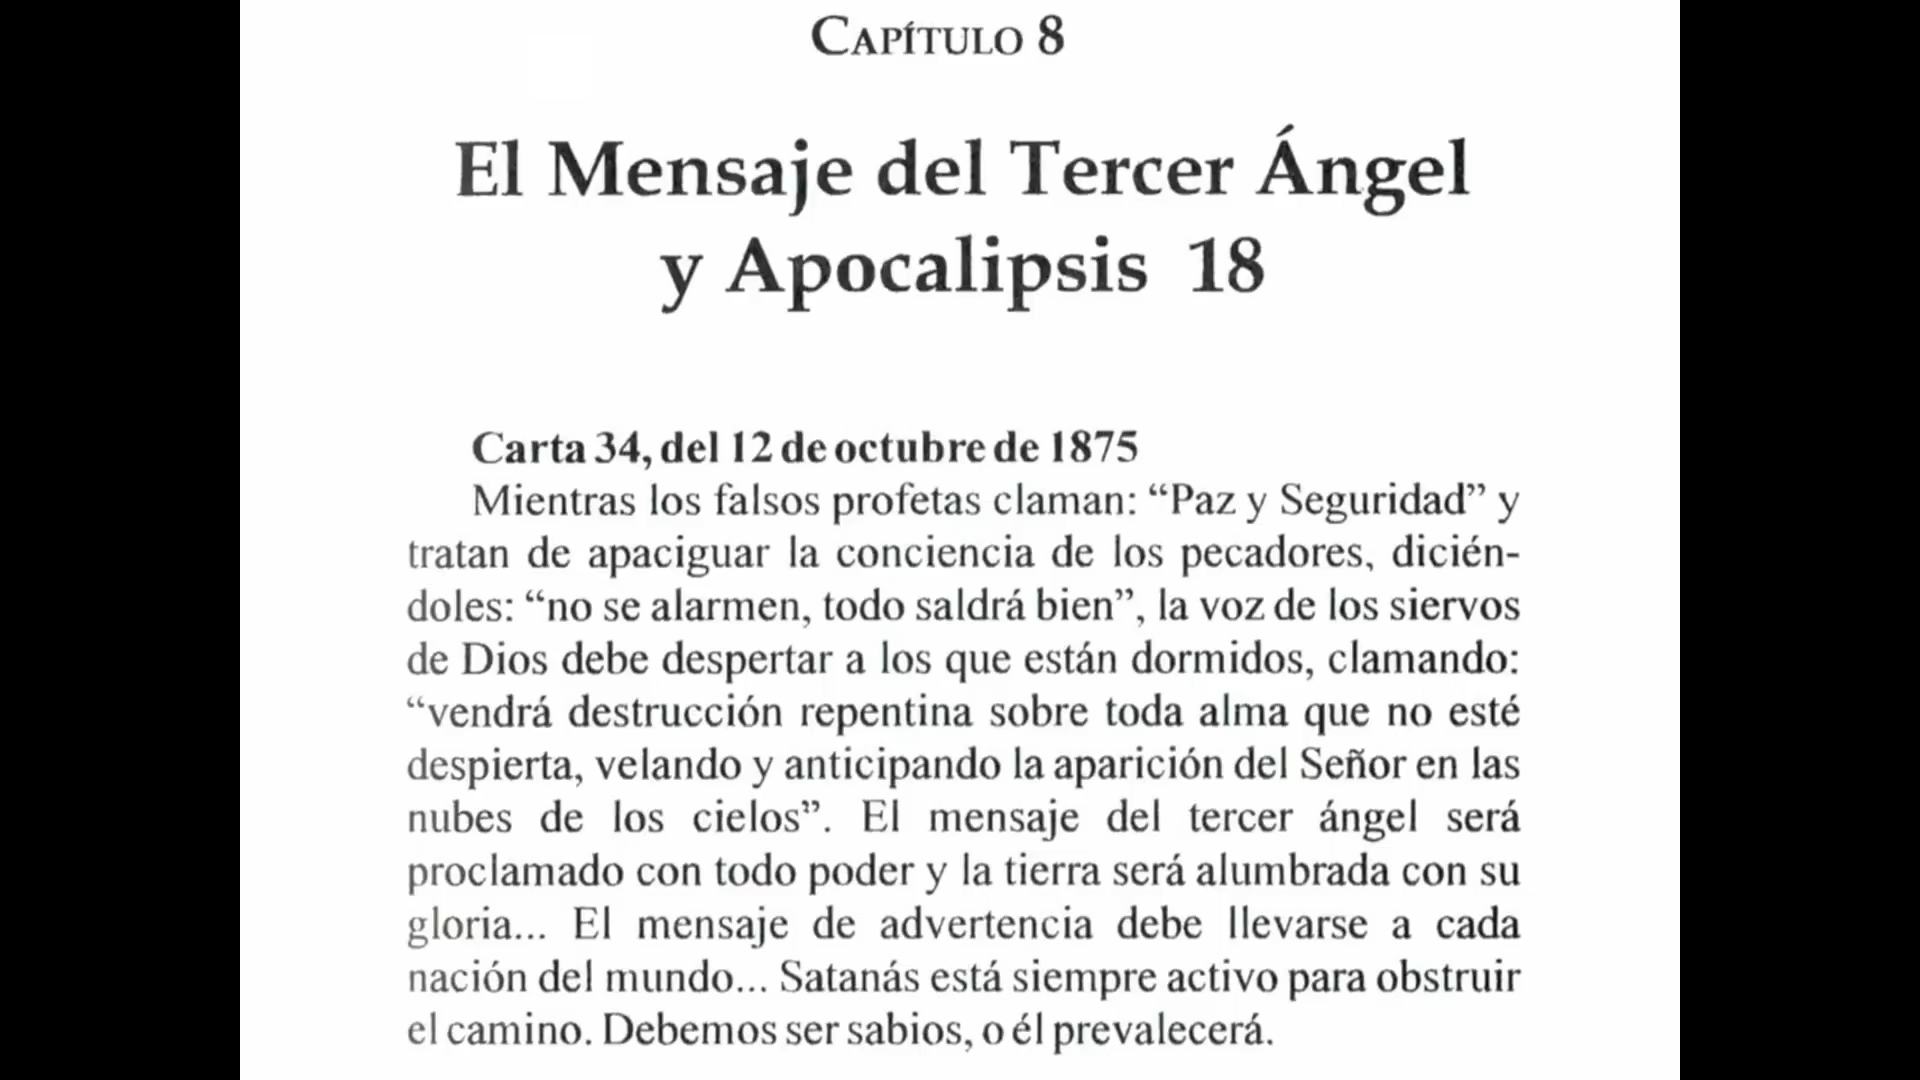 CAPÍTULO 8
El Mensaje del Tercer Ángel
y Apocalipsis 18
Carta 34, del 12 de octubre de 1875
Mientras los falsos profetas claman: “Paz y Seguridad” y
tratan de apaciguar la conciencia de los pecadores, dicién-
doles: “no se alarmen, todo saldrá bien”, la voz de los siervos
de Dios debe despertar a los que están dormidos, clamando:
“vendrá destrucción repentina sobre toda alma que no esté
despierta, velando y anticipando la aparición del Señor en las
nubes de los cielos”. El mensaje del tercer ángel será
proclamado con todo poder y la tierra será alumbrada con su
gloria... El mensaje de advertencia debe llevarse a cada
nación del mundo... Satanás está siempre activo para obstruir
el camino. Debemos ser sabios, o él prevalecerá.